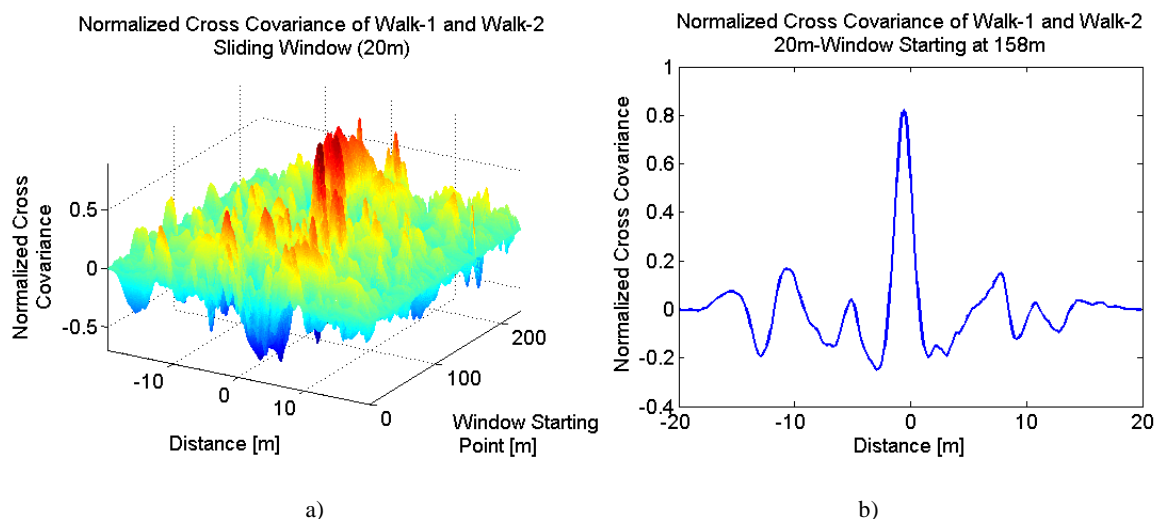 Normalized Cross Covariance of Walk-1 and Walk-2
Sliding Window (20m)
Normalized Cross
Covariance
0.5
0
-0.5
-10
0
10
0
100
200
Distance [m]
Window Starting
Point [m]
a)
Normalized Cross Covariance of Walk-1 and Walk-2
20m-Window Starting at 158m
Normalized Cross Covariance
1
0.8
0.6
0.4
0.2
0
-0.2
-0.4
-20
-10
0
10
20
Distance [m]
b)